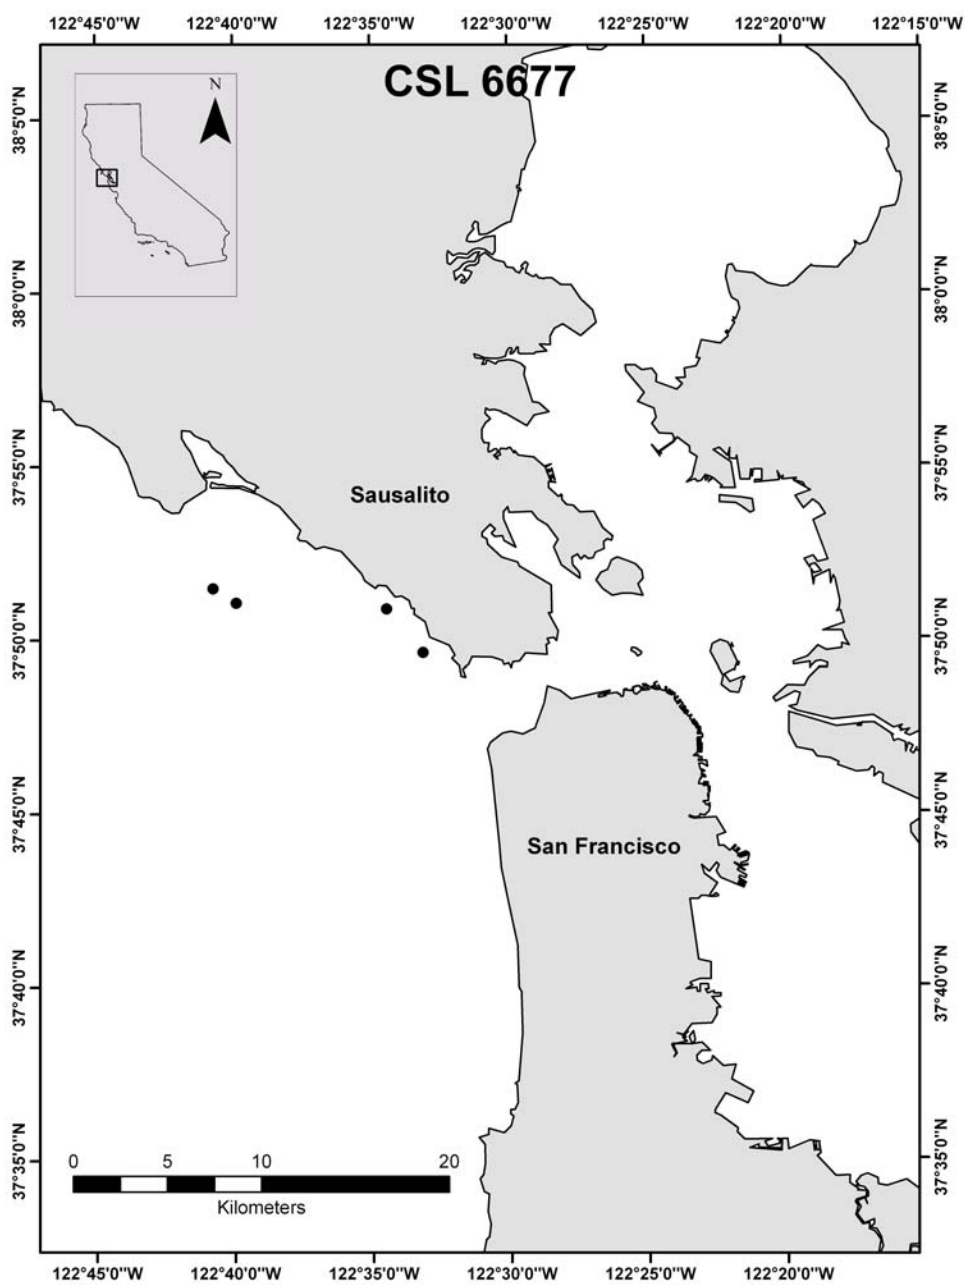 122°45'0"W 122°40'0"W 122°35'0"W 122°30'0"W 122°25'0"W 122°20'0"W 122°15'0"W
CSL 6677
N
38°5'0"N
38°0'0"N
37°55'0"N
37°50'0"N
37°45'0"N
37°40'0"N
37°35'0"N
38°5'0"N
38°0'0"N
37°55'0"N
37°50'0"N
37°45'0"N
37°40'0"N
37°35'0"N
Sausalito
San Francisco
0 5 10 20
Kilometers
122°45'0"W 122°40'0"W 122°35'0"W 122°30'0"W 122°25'0"W 122°20'0"W